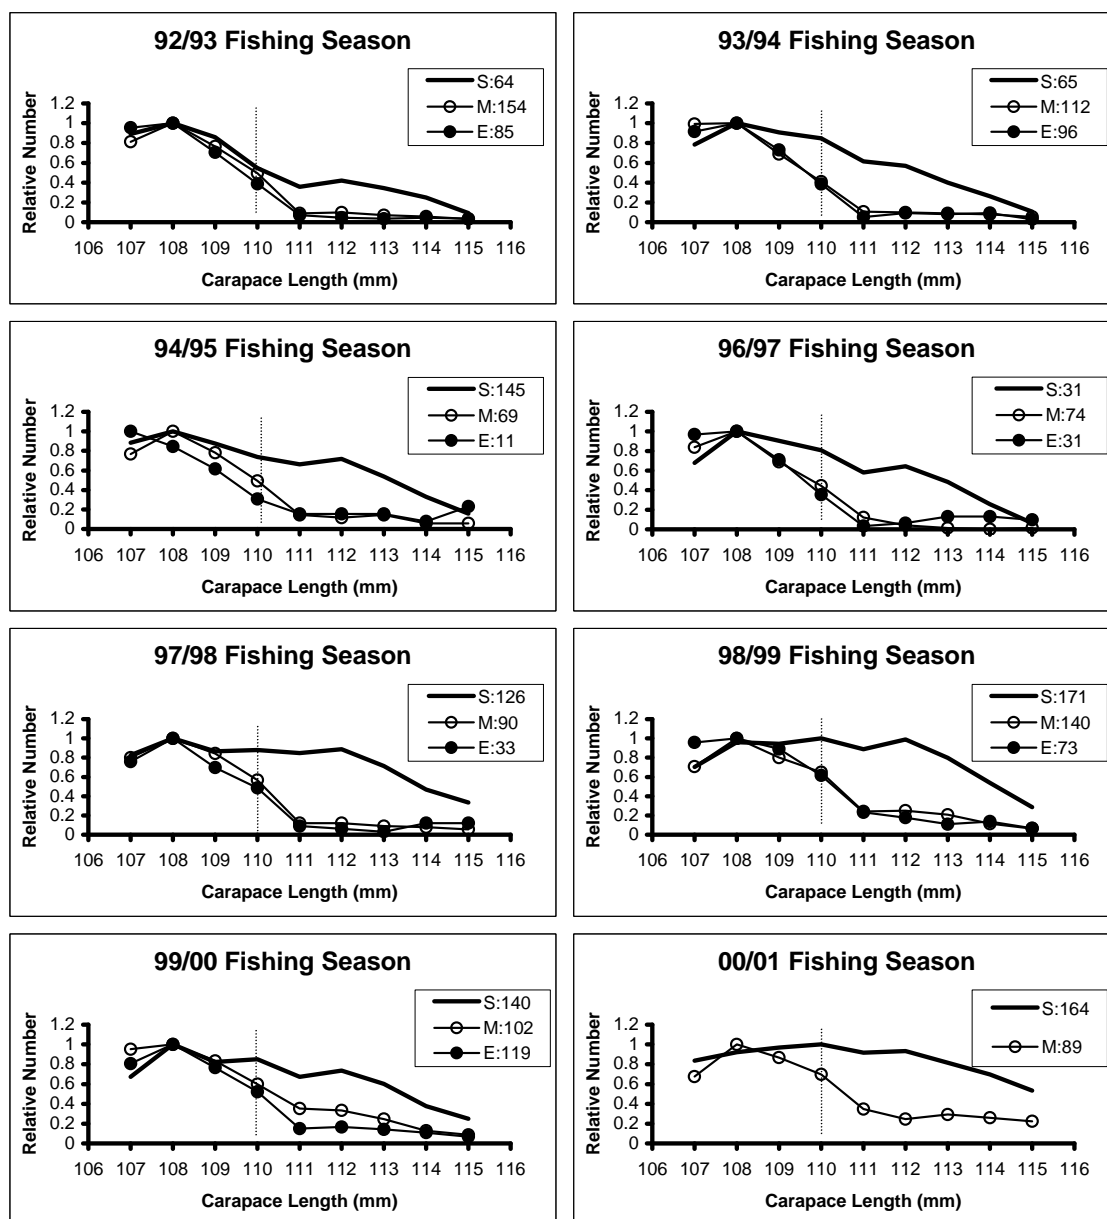 92/93 Fishing Season
S:64
M:154
E:85
Relative Number
1.2
1
0.8
0.6
0.4
0.2
0
106 107 108 109 110 111 112 113 114 115 116
Carapace Length (mm)
93/94 Fishing Season
S:65
M:112
E:96
Relative Number
1.2
1
0.8
0.6
0.4
0.2
0
106 107 108 109 110 111 112 113 114 115 116
Carapace Length (mm)
94/95 Fishing Season
S:145
M:69
E:11
Relative Number
1.2
1
0.8
0.6
0.4
0.2
0
106 107 108 109 110 111 112 113 114 115 116
Carapace Length (mm)
96/97 Fishing Season
S:31
M:74
E:31
Relative Number
1.2
1
0.8
0.6
0.4
0.2
0
106 107 108 109 110 111 112 113 114 115 116
Carapace Length (mm)
97/98 Fishing Season
S:126
M:90
E:33
Relative Number
1.2
1
0.8
0.6
0.4
0.2
0
106 107 108 109 110 111 112 113 114 115 116
Carapace Length (mm)
98/99 Fishing Season
S:171
M:140
E:73
Relative Number
1.2
1
0.8
0.6
0.4
0.2
0
106 107 108 109 110 111 112 113 114 115 116
Carapace Length (mm)
99/00 Fishing Season
S:140
M:102
E:119
Relative Number
1.2
1
0.8
0.6
0.4
0.2
0
106 107 108 109 110 111 112 113 114 115 116
Carapace Length (mm)
00/01 Fishing Season
S:164
M:89
Relative Number
1.2
1
0.8
0.6
0.4
0.2
0
106 107 108 109 110 111 112 113 114 115 116
Carapace Length (mm)